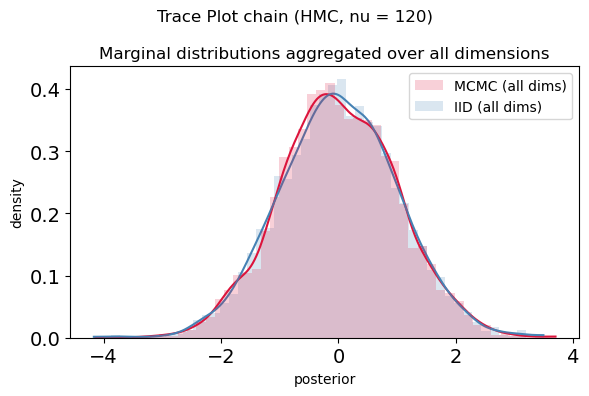 Trace Plot chain (HMC, nu = 120)
Marginal distributions aggregated over all dimensions
MCMC (all dims)
IID (all dims)
density
0.4
0.3
0.2
0.1
0.0
−4
−2
0
2
4
posterior